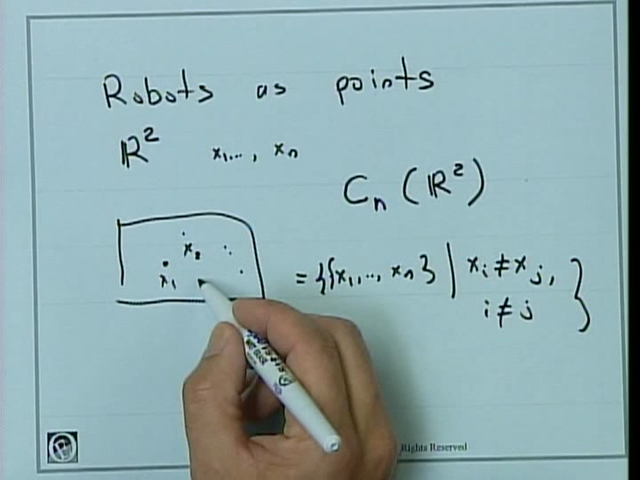 Robots as points
ℝ² x₁..., xₙ
Cₙ (ℝ²)
x₂
x₁
= {{x₁,..., xₙ} | xᵢ≠xⱼ,
i≠j }
Rights Reserved